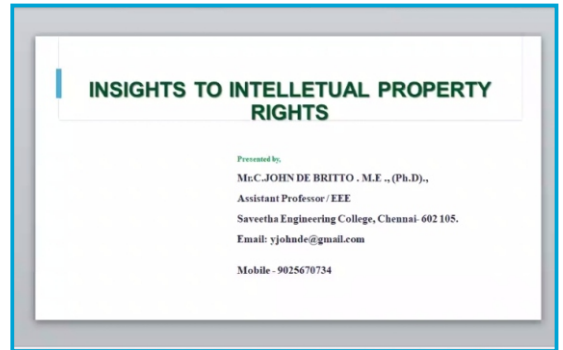 INSIGHTS TO INTELLETUAL PROPERTY
RIGHTS
Presented by,
Mr.C.JOHN DE BRITTO . M.E ., (Ph.D).,
Assistant Professor / EEE
Saveetha Engineering College, Chennai- 602 105.
Email: yjohnde@gmail.com
Mobile - 9025670734